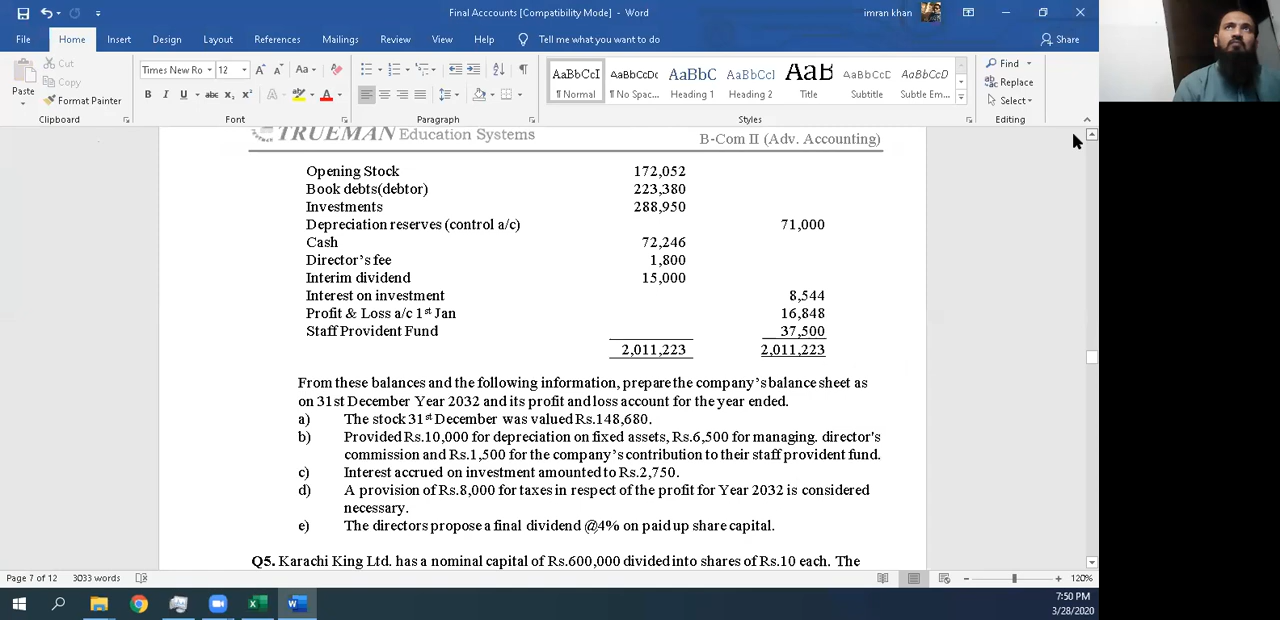 Final Acccounts [Compatibility Mode] - Word
imran khan
File Home Insert Design Layout References Mailings Review View Help Tell me what you want to do Share
Paste
Cut
Copy
Format Painter
Clipboard
Times New Ro 12
Font
Paragraph
AaBbCcI AaBbCcDc AaBbC AaBbCcI AaB AaBbCcD AaBbCcD
¶ Normal ¶ No Spac... Heading 1 Heading 2 Title Subtitle Subtle Em...
Styles
Find
Replace
Select
Editing
TRUEMAN Education Systems B-Com II (Adv. Accounting)
Opening Stock 172,052
Book debts(debtor) 223,380
Investments 288,950
Depreciation reserves (control a/c) 71,000
Cash 72,246
Director's fee 1,800
Interim dividend 15,000
Interest on investment 8,544
Profit & Loss a/c 1st Jan 16,848
Staff Provident Fund 37,500
2,011,223 2,011,223
From these balances and the following information, prepare the company's balance sheet as
on 31st December Year 2032 and its profit and loss account for the year ended.
a) The stock 31st December was valued Rs.148,680.
b) Provided Rs.10,000 for depreciation on fixed assets, Rs.6,500 for managing. director's
commission and Rs.1,500 for the company's contribution to their staff provident fund.
c) Interest accrued on investment amounted to Rs.2,750.
d) A provision of Rs.8,000 for taxes in respect of the profit for Year 2032 is considered
necessary.
e) The directors propose a final dividend @4% on paid up share capital.
Q5. Karachi King Ltd. has a nominal capital of Rs.600,000 divided into shares of Rs.10 each. The
Page 7 of 12 3033 words 120%
7:50 PM
3/28/2020